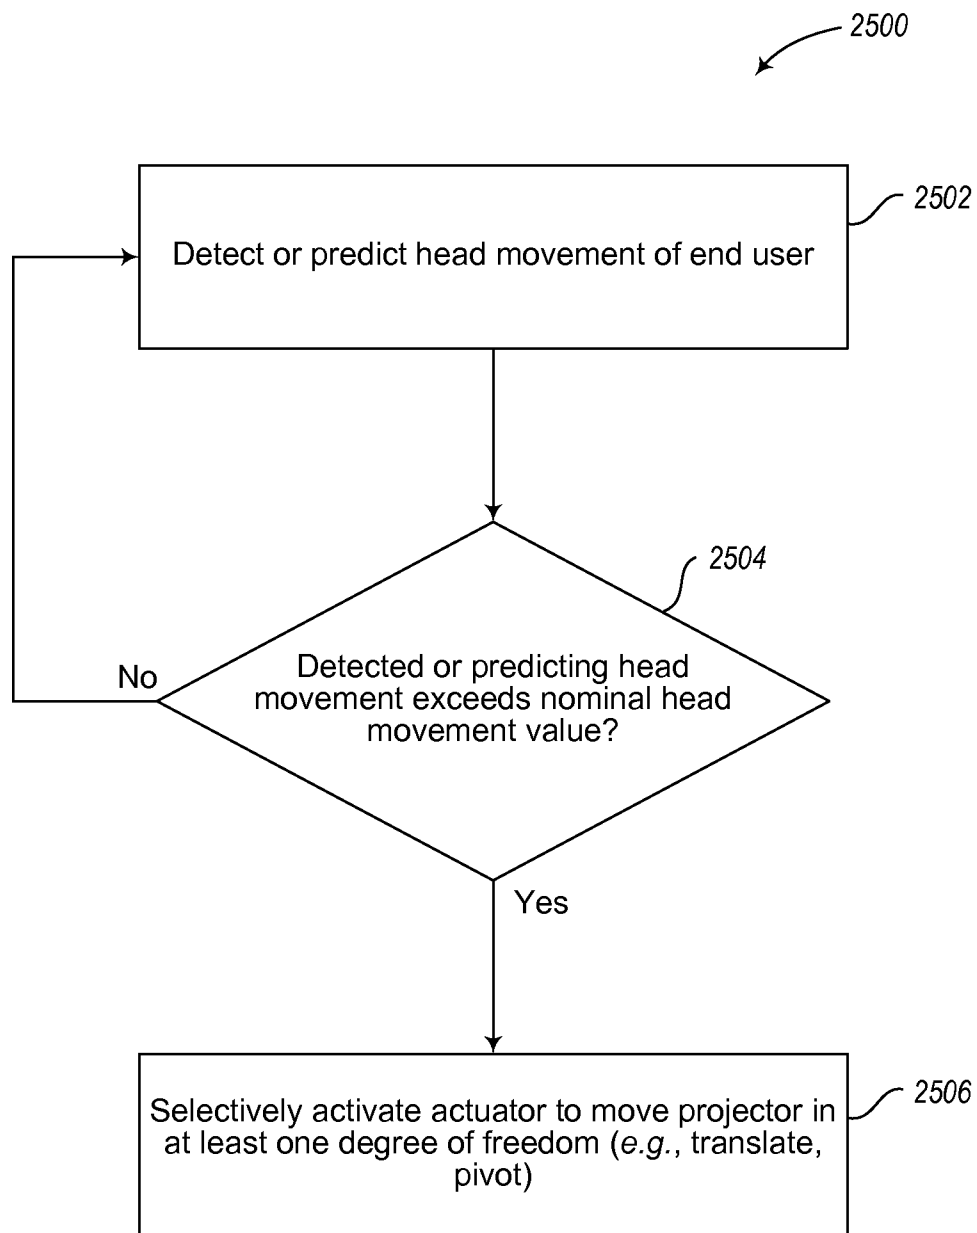 2500
2502
Detect or predict head movement of end user
2504
Detected or predicting head
movement exceeds nominal head
movement value?
No
Yes
2506
Selectively activate actuator to move projector in
at least one degree of freedom (e.g., translate,
pivot)